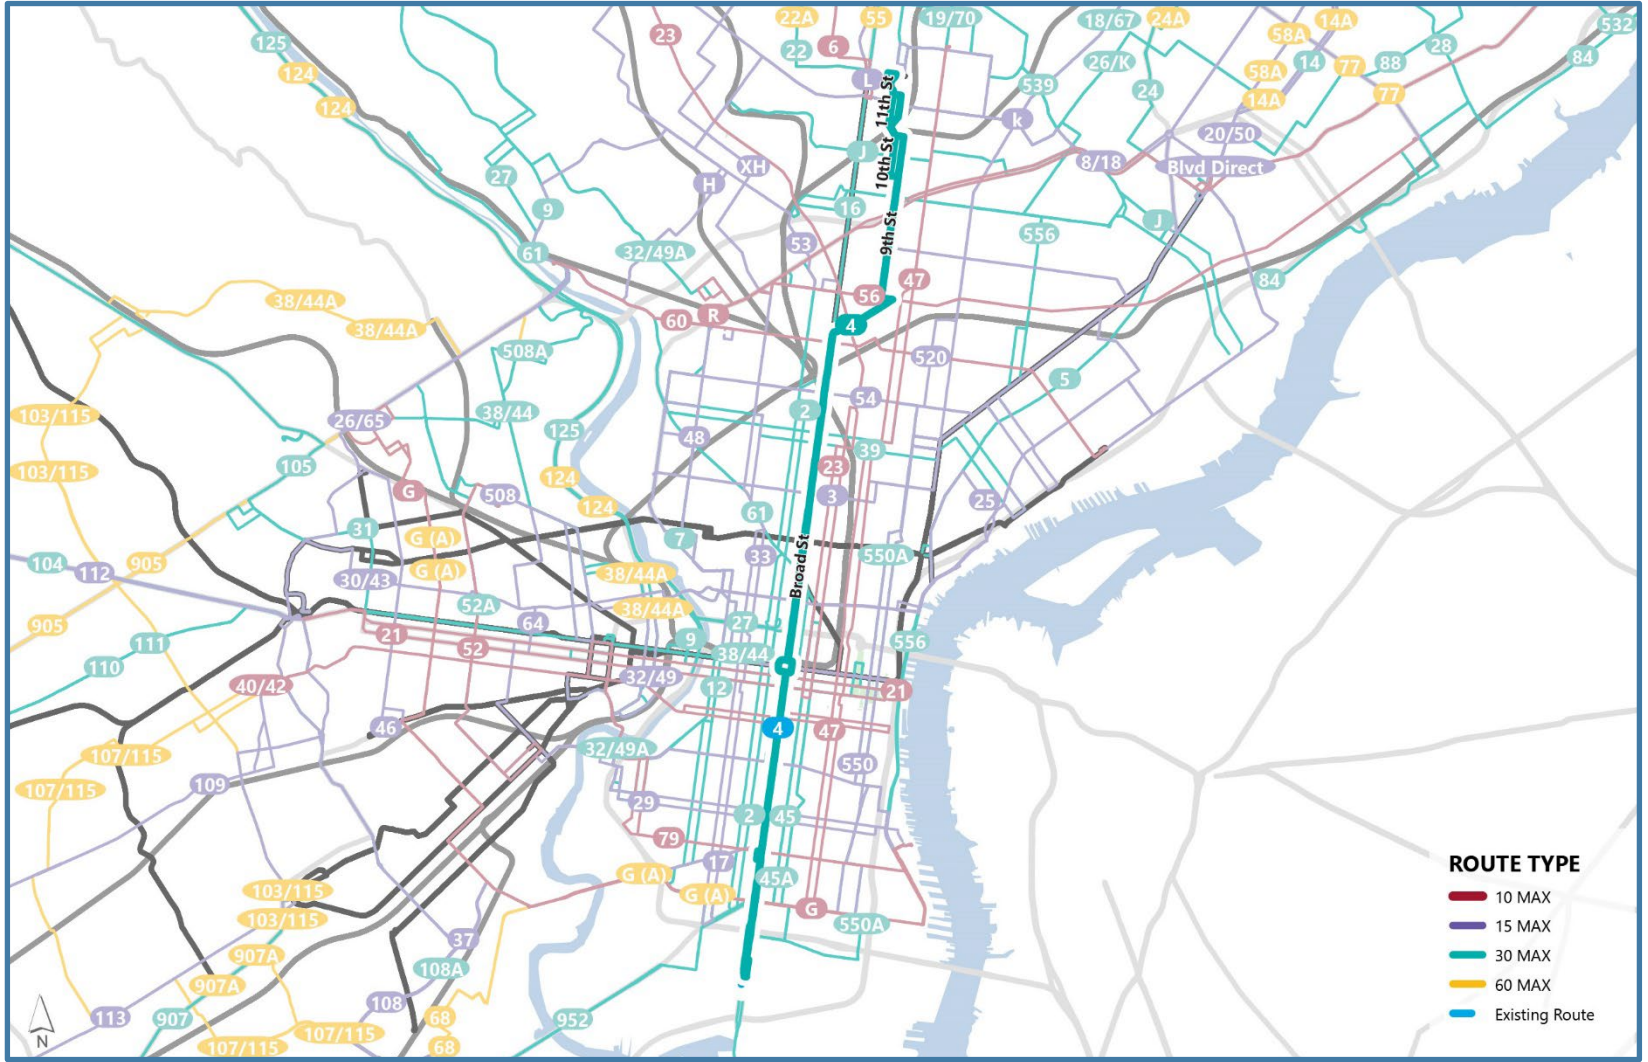 22A
55
19/70
18/67
24A
14A
532
23
6
58A
28
125
22
26/K
14
77
88
84
124
L
539
58A
124
11th St
24
14A
77
k
20/50
J
10th St
8/18
Blvd Direct
27
XH
H
9
16
J
61
32/49A
53
9th St
556
47
84
38/44A
56
38/44A
60
R
4
508A
520
5
103/115
26/65
38/44
2
54
125
48
39
105
103/115
23
G
508
124
3
25
124
61
31
G (A)
7
104
905
112
G (A)
33
Broad St
550A
30/43
38/44A
52A
38/44A
905
64
27
111
21
9
556
110
52
38/44
40/42
32/49
12
21
46
4
47
107/115
32/49A
550
107/115
109
29
2
45
79
17
ROUTE TYPE
103/115
G (A)
45A
10 MAX
G (A)
G
103/115
550A
15 MAX
37
907A
108A
30 MAX
907A
60 MAX
108
Existing Route
113
907
68
952
107/115
N
107/115
68